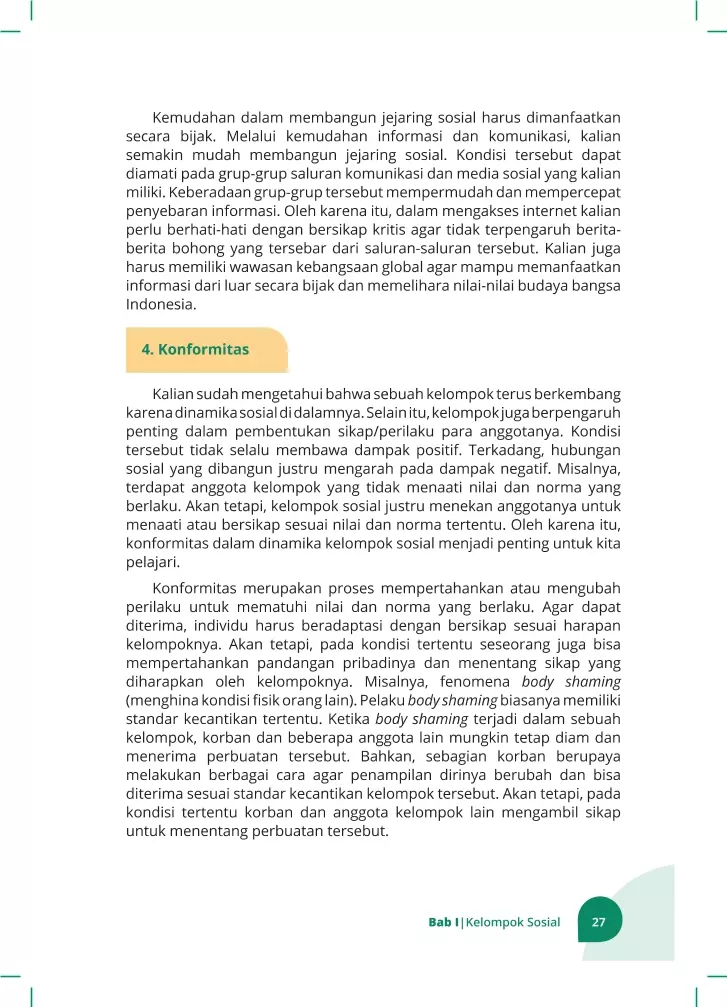 Kemudahan dalam membangun jejaring sosial harus dimanfaatkan
secara bijak. Melalui kemudahan informasi dan komunikasi, kalian
semakin mudah membangun jejaring sosial. Kondisi tersebut dapat
diamati pada grup-grup saluran komunikasi dan media sosial yang kalian
miliki. Keberadaan grup-grup tersebut mempermudah dan mempercepat
penyebaran informasi. Oleh karena itu, dalam mengakses internet kalian
perlu berhati-hati dengan bersikap kritis agar tidak terpengaruh berita-
berita bohong yang tersebar dari saluran-saluran tersebut. Kalian juga
harus memiliki wawasan kebangsaan global agar mampu memanfaatkan
informasi dari luar secara bijak dan memelihara nilai-nilai budaya bangsa
Indonesia.
4. Konformitas
Kalian sudah mengetahui bahwa sebuah kelompok terus berkembang
karena dinamika sosial di dalamnya. Selain itu, kelompok juga berpengaruh
penting dalam pembentukan sikap/perilaku para anggotanya. Kondisi
tersebut tidak selalu membawa dampak positif. Terkadang, hubungan
sosial yang dibangun justru mengarah pada dampak negatif. Misalnya,
terdapat anggota kelompok yang tidak menaati nilai dan norma yang
berlaku. Akan tetapi, kelompok sosial justru menekan anggotanya untuk
menaati atau bersikap sesuai nilai dan norma tertentu. Oleh karena itu,
konformitas dalam dinamika kelompok sosial menjadi penting untuk kita
pelajari.
Konformitas merupakan proses mempertahankan atau mengubah
perilaku untuk mematuhi nilai dan norma yang berlaku. Agar dapat
diterima, individu harus beradaptasi dengan bersikap sesuai harapan
kelompoknya. Akan tetapi, pada kondisi tertentu seseorang juga bisa
mempertahankan pandangan pribadinya dan menentang sikap yang
diharapkan oleh kelompoknya. Misalnya, fenomena body shaming
(menghina kondisi fisik orang lain). Pelaku body shaming biasanya memiliki
standar kecantikan tertentu. Ketika body shaming terjadi dalam sebuah
kelompok, korban dan beberapa anggota lain mungkin tetap diam dan
menerima perbuatan tersebut. Bahkan, sebagian korban berupaya
melakukan berbagai cara agar penampilan dirinya berubah dan bisa
diterima sesuai standar kecantikan kelompok tersebut. Akan tetapi, pada
kondisi tertentu korban dan anggota kelompok lain mengambil sikap
untuk menentang perbuatan tersebut.
Bab I|Kelompok Sosial 27